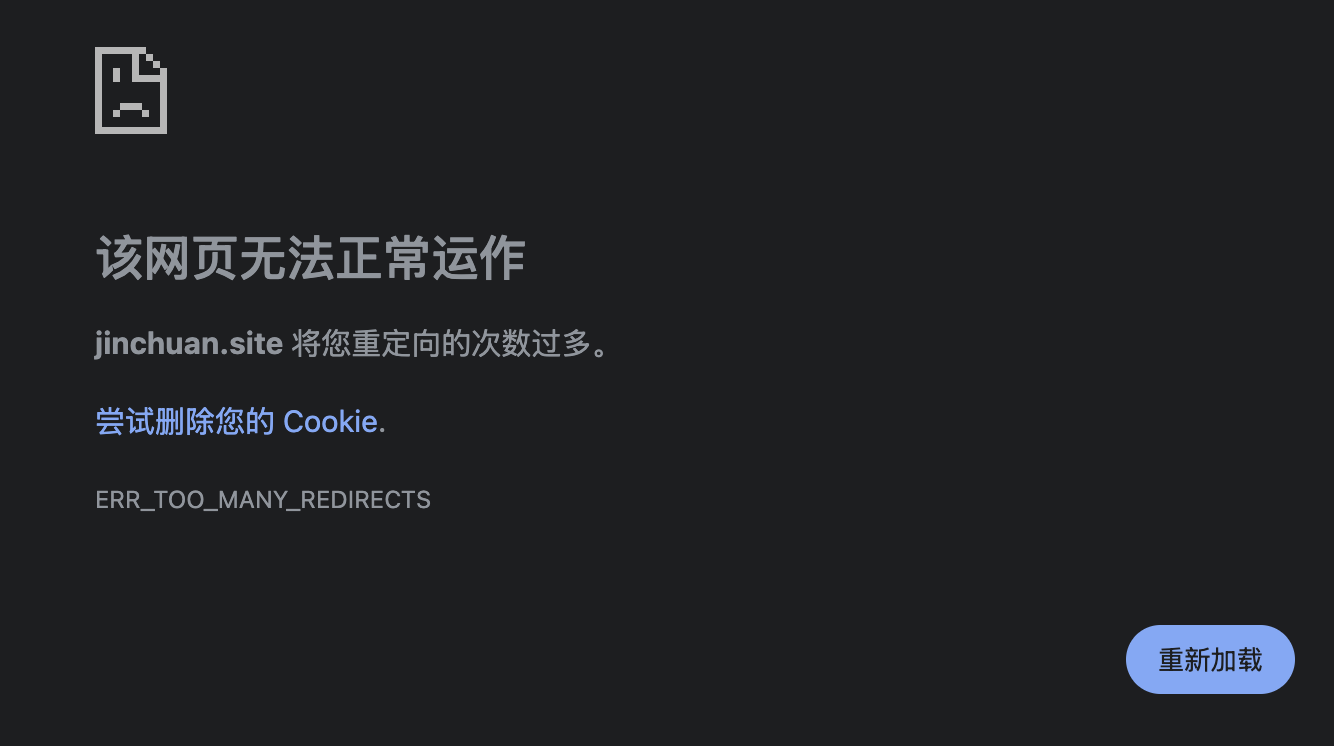 该网页无法正常运作
jinchuan.site 将您重定向的次数过多。
尝试删除您的 Cookie.
ERR_TOO_MANY_REDIRECTS
重新加载